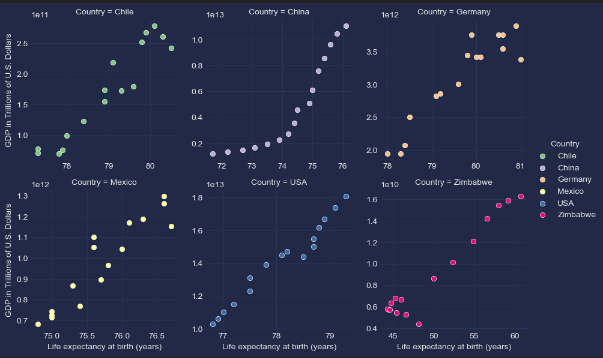 1e11 Country = Chile
1e13 Country = China
1e12 Country = Germany
GDP in Trillions of U.S. Dollars
2.5
2.0
1.5
1.0
78 79 80
1.0
0.8
0.6
0.4
0.2
72 73 74 75 76
3.5
3.0
2.5
2.0
78 79 80 81
Country
Chile
China
Germany
Mexico
USA
Zimbabwe
1e12 Country = Mexico
1e13 Country = USA
1e10 Country = Zimbabwe
GDP in Trillions of U.S. Dollars
1.3
1.2
1.1
1.0
0.9
0.8
0.7
75.0 75.5 76.0 76.5
Life expectancy at birth (years)
1.8
1.6
1.4
1.2
1.0
77 78 79
Life expectancy at birth (years)
1.6
1.4
1.2
1.0
0.8
0.6
0.4
45 50 55 60
Life expectancy at birth (years)